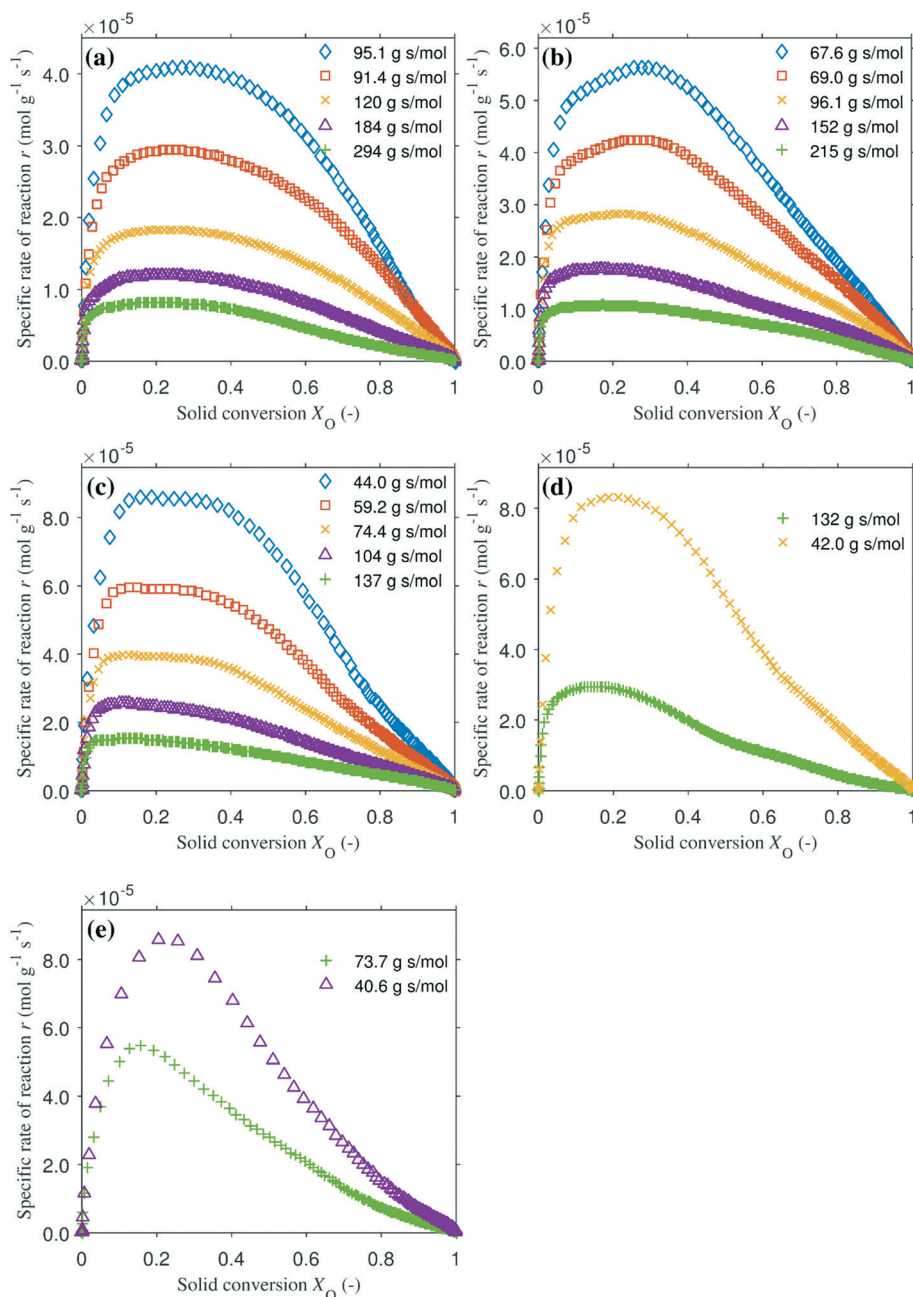 ×10⁻⁵
(a)
95.1 g s/mol
91.4 g s/mol
120 g s/mol
184 g s/mol
294 g s/mol
4.0
3.0
2.0
1.0
0.0
0
0.2
0.4
0.6
0.8
1
Specific rate of reaction r (mol g⁻¹ s⁻¹)
Solid conversion X_O (-)
×10⁻⁵
(b)
67.6 g s/mol
69.0 g s/mol
96.1 g s/mol
152 g s/mol
215 g s/mol
6.0
5.0
4.0
3.0
2.0
1.0
0.0
0
0.2
0.4
0.6
0.8
1
Specific rate of reaction r (mol g⁻¹ s⁻¹)
Solid conversion X_O (-)
×10⁻⁵
(c)
44.0 g s/mol
59.2 g s/mol
74.4 g s/mol
104 g s/mol
137 g s/mol
8.0
6.0
4.0
2.0
0.0
0
0.2
0.4
0.6
0.8
1
Specific rate of reaction r (mol g⁻¹ s⁻¹)
Solid conversion X_O (-)
×10⁻⁵
(d)
132 g s/mol
42.0 g s/mol
8.0
6.0
4.0
2.0
0.0
0
0.2
0.4
0.6
0.8
1
Specific rate of reaction r (mol g⁻¹ s⁻¹)
Solid conversion X_O (-)
×10⁻⁵
(e)
73.7 g s/mol
40.6 g s/mol
8.0
6.0
4.0
2.0
0.0
0
0.2
0.4
0.6
0.8
1
Specific rate of reaction r (mol g⁻¹ s⁻¹)
Solid conversion X_O (-)